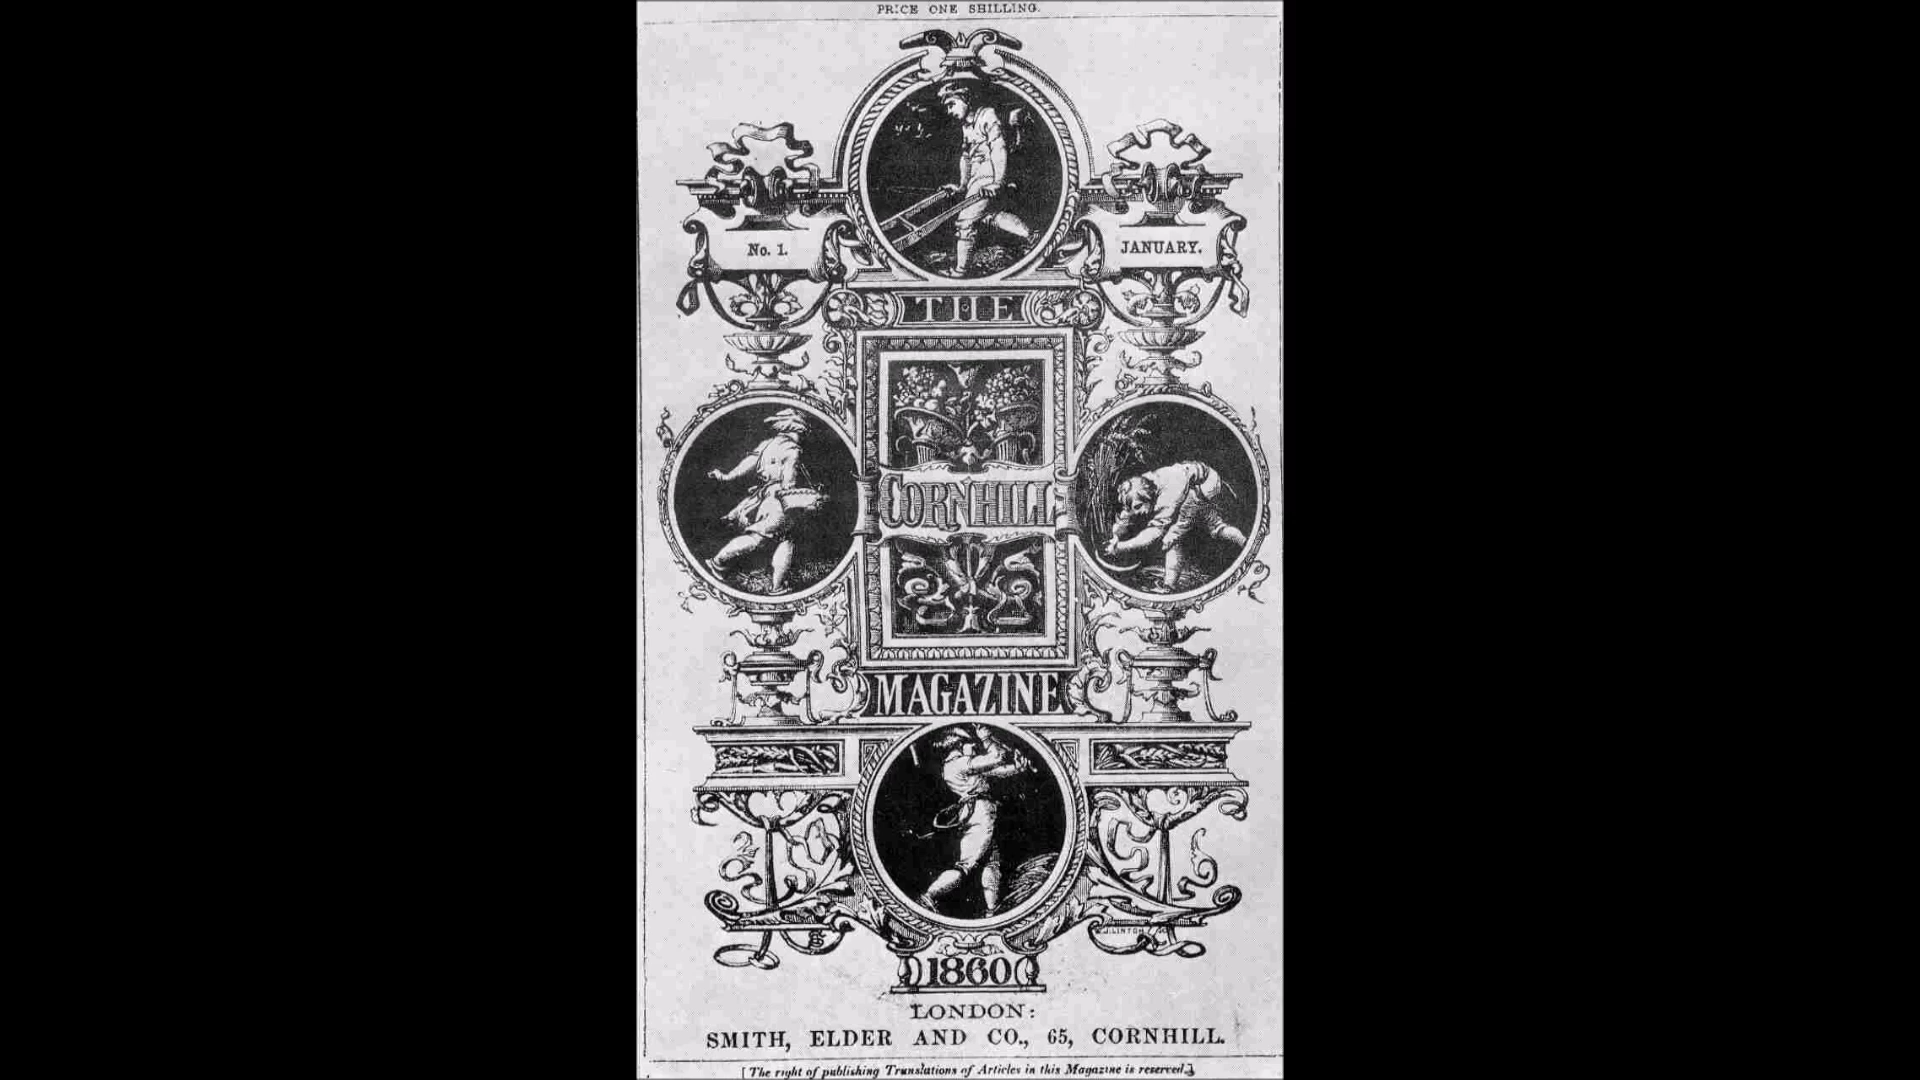 PRICE ONE SHILLING.
No. 1.
JANUARY.
THE
CORNHILL
MAGAZINE
W.J.LINTON
1860
LONDON:
SMITH, ELDER AND CO., 65, CORNHILL.
[The right of publishing Translations of Articles in this Magazine is reserved.]